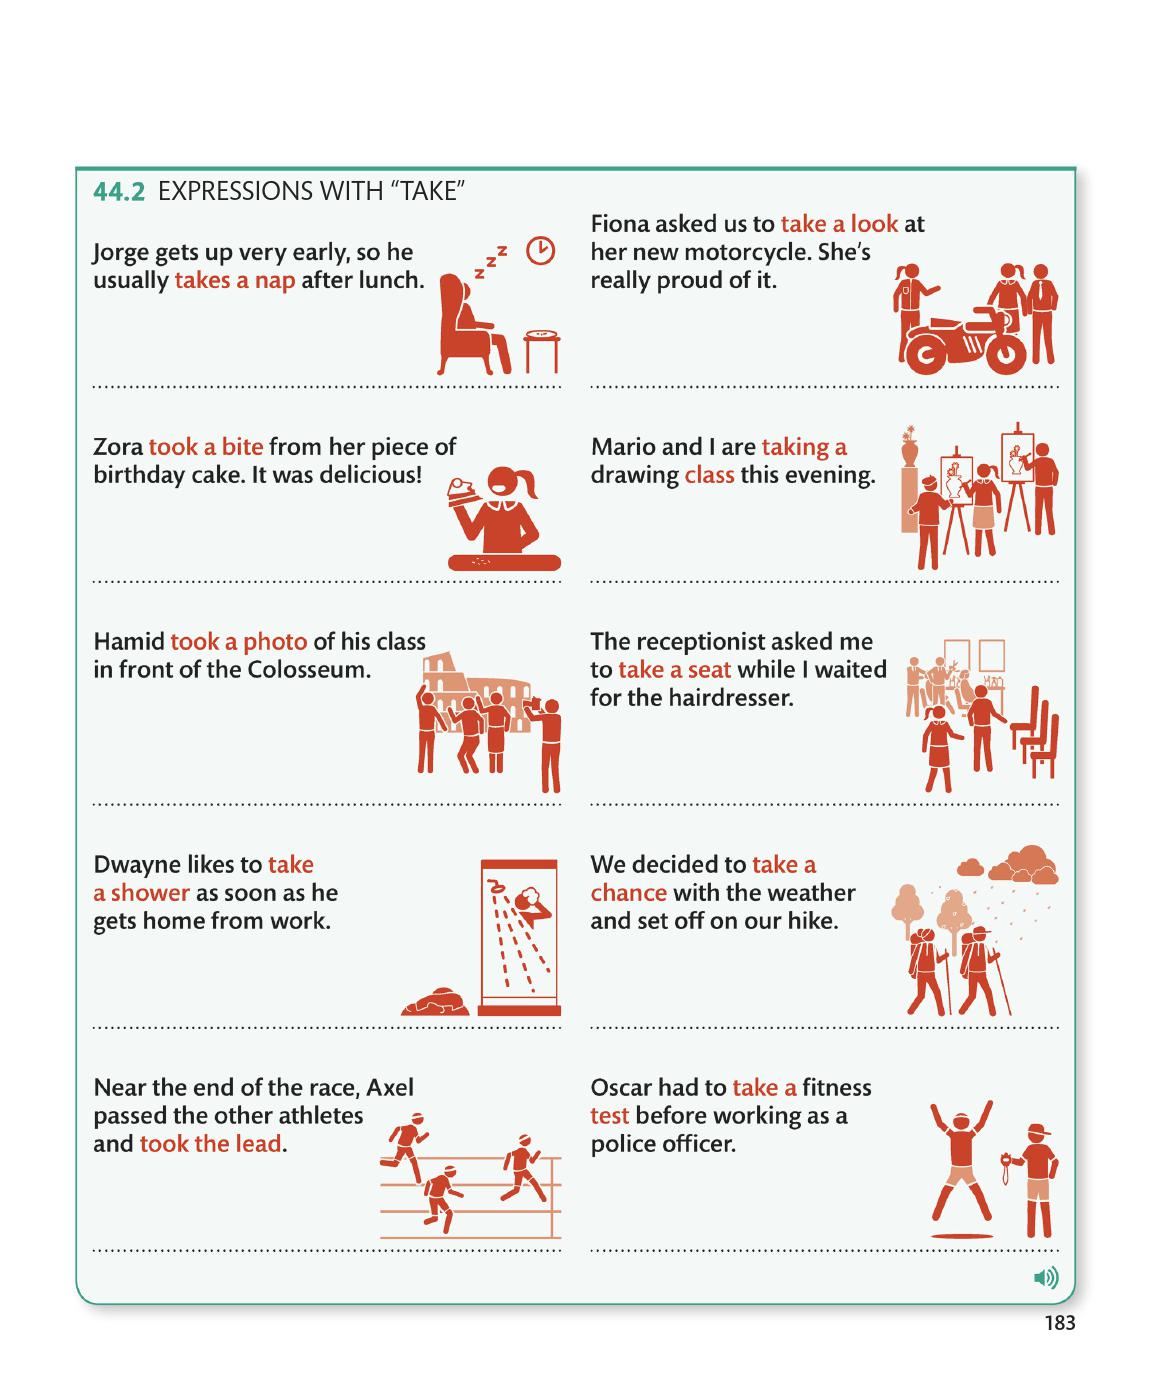 44.2 EXPRESSIONS WITH “TAKE”
Jorge gets up very early, so he
usually takes a nap after lunch.
z z z
Fiona asked us to take a look at
her new motorcycle. She’s
really proud of it.
Zora took a bite from her piece of
birthday cake. It was delicious!
Mario and I are taking a
drawing class this evening.
Hamid took a photo of his class
in front of the Colosseum.
The receptionist asked me
to take a seat while I waited
for the hairdresser.
Dwayne likes to take
a shower as soon as he
gets home from work.
We decided to take a
chance with the weather
and set off on our hike.
Near the end of the race, Axel
passed the other athletes
and took the lead.
Oscar had to take a fitness
test before working as a
police officer.
183